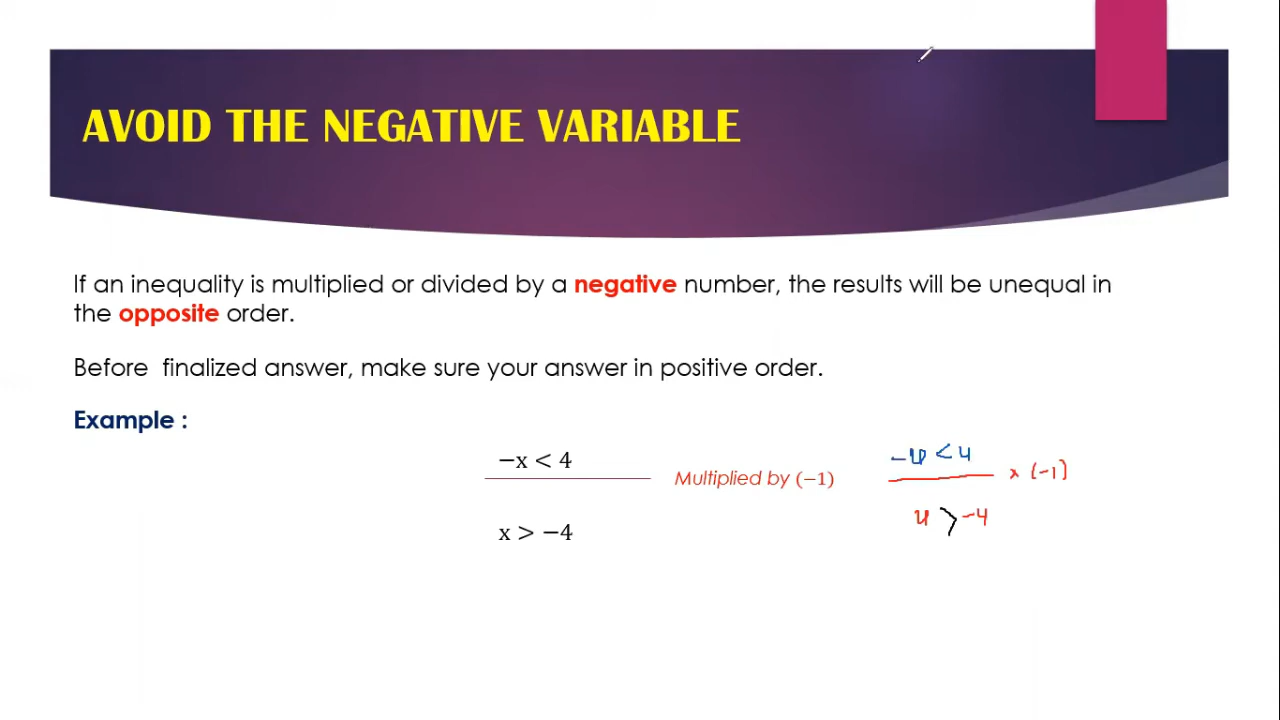 AVOID THE NEGATIVE VARIABLE
If an inequality is multiplied or divided by a negative number, the results will be unequal in
the opposite order.
Before finalized answer, make sure your answer in positive order.
Example :
−x < 4
Multiplied by (−1)
x > −4
-4 < 4
x (-1)
4 > -4